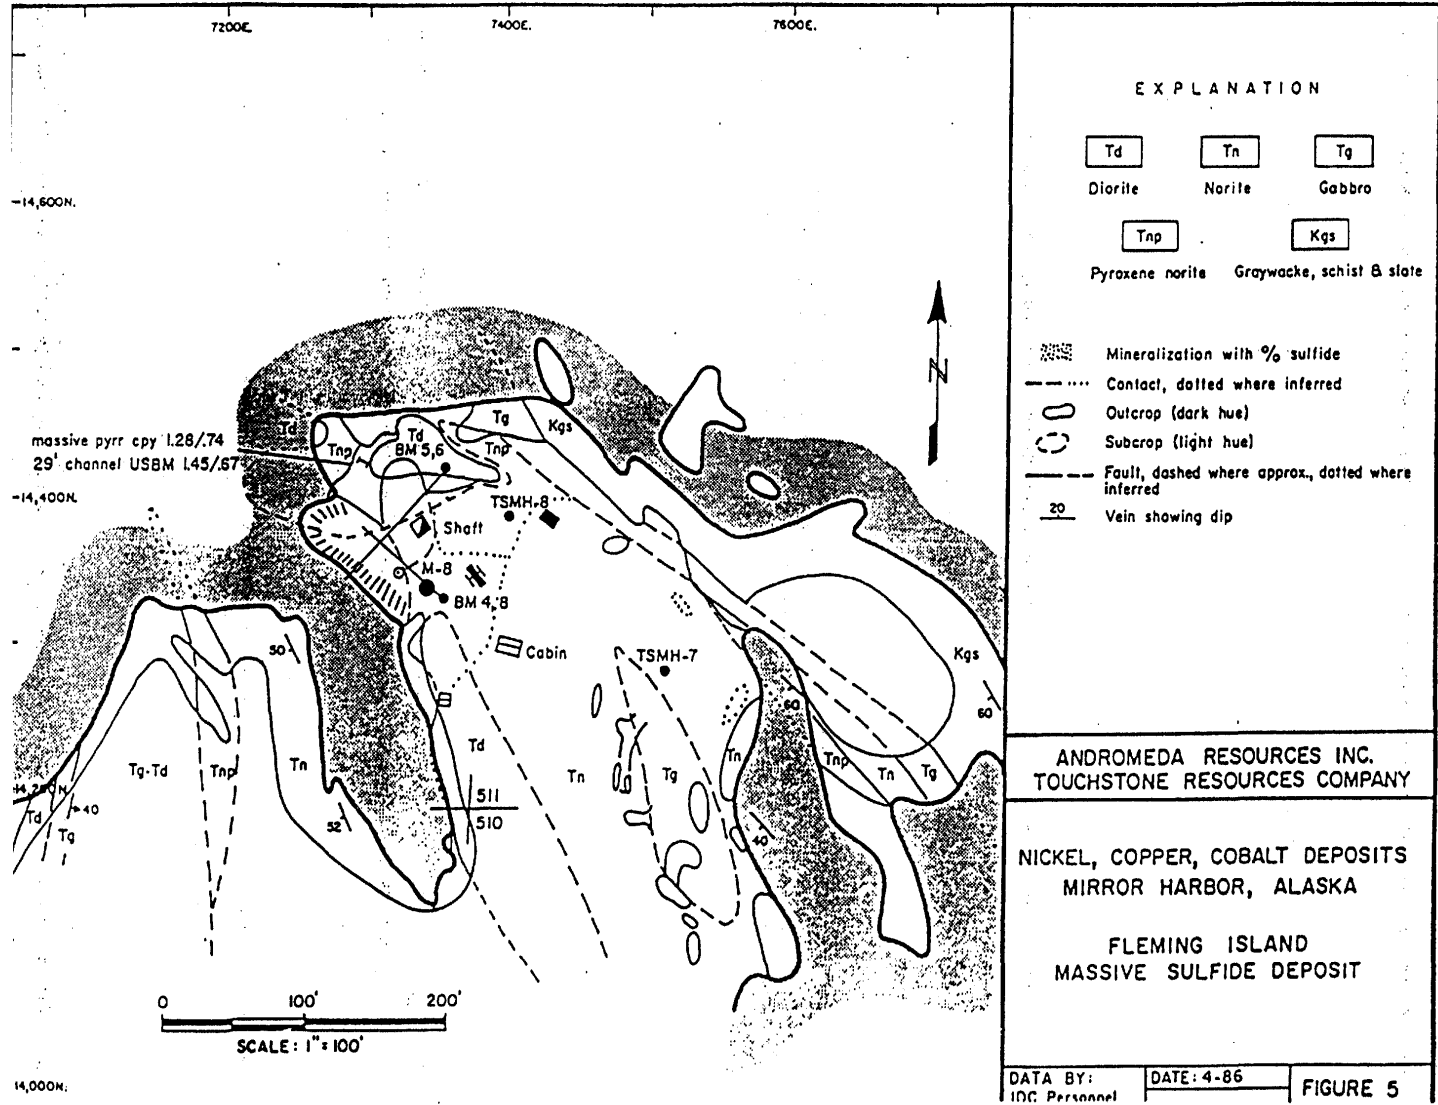 7200E.
7400E.
7600E.
14,600N.
14,400N.
14,200N.
14,000N.
massive pyrr cpy 1.28/.74
29' channel USBM 1.45/.67
Td
Tnp
Td
Tg
Tnp
Kgs
BM 5,6
TSMH-8
Shaft
M-8
BM 4,8
Cabin
TSMH-7
50
60
Kgs
60
Tg-Td
Tnp
Tn
Td
Tn
Tg
Tn
Tnp
Tn
Tg
Td
40
Tg
52
511
510
40
0 100' 200'
SCALE: 1"=100'
EXPLANATION
Td
Tn
Tg
Diorite
Norite
Gabbro
Tnp
Kgs
Pyroxene norite
Graywacke, schist & slate
N
Mineralization with % sulfide
Contact, dotted where inferred
Outcrop (dark hue)
Subcrop (light hue)
Fault, dashed where approx., dotted where
inferred
20
Vein showing dip
ANDROMEDA RESOURCES INC.
TOUCHSTONE RESOURCES COMPANY
NICKEL, COPPER, COBALT DEPOSITS
MIRROR HARBOR, ALASKA
FLEMING ISLAND
MASSIVE SULFIDE DEPOSIT
DATA BY:
IDC Personnel
DATE: 4-86
FIGURE 5